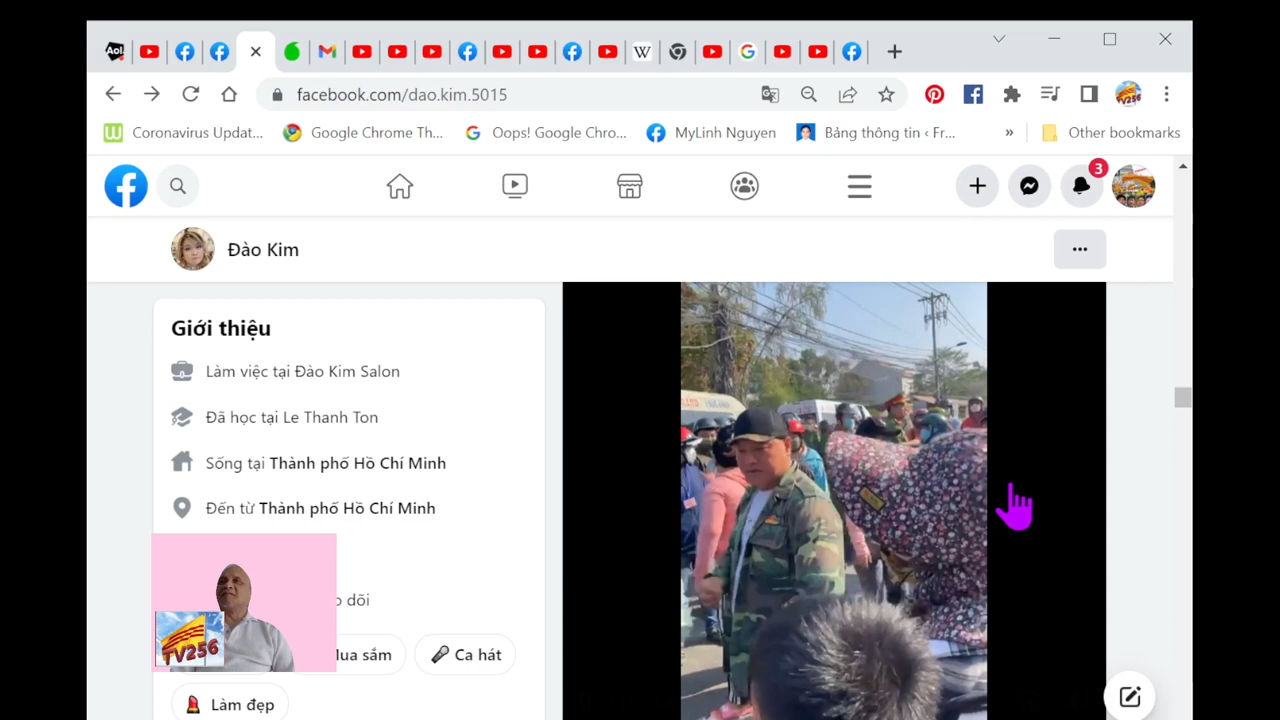 Aol.
facebook.com/dao.kim.5015
Coronavirus Updat...
Google Chrome Th...
Oops! Google Chro...
MyLinh Nguyen
Bảng thông tin ‹ Fr...
»
Other bookmarks
3
Đào Kim
Giới thiệu
Làm việc tại Đào Kim Salon
Đã học tại Le Thanh Ton
Sống tại Thành phố Hồ Chí Minh
Đến từ Thành phố Hồ Chí Minh
dõi
sắm
Ca hát
Làm đẹp
TV256